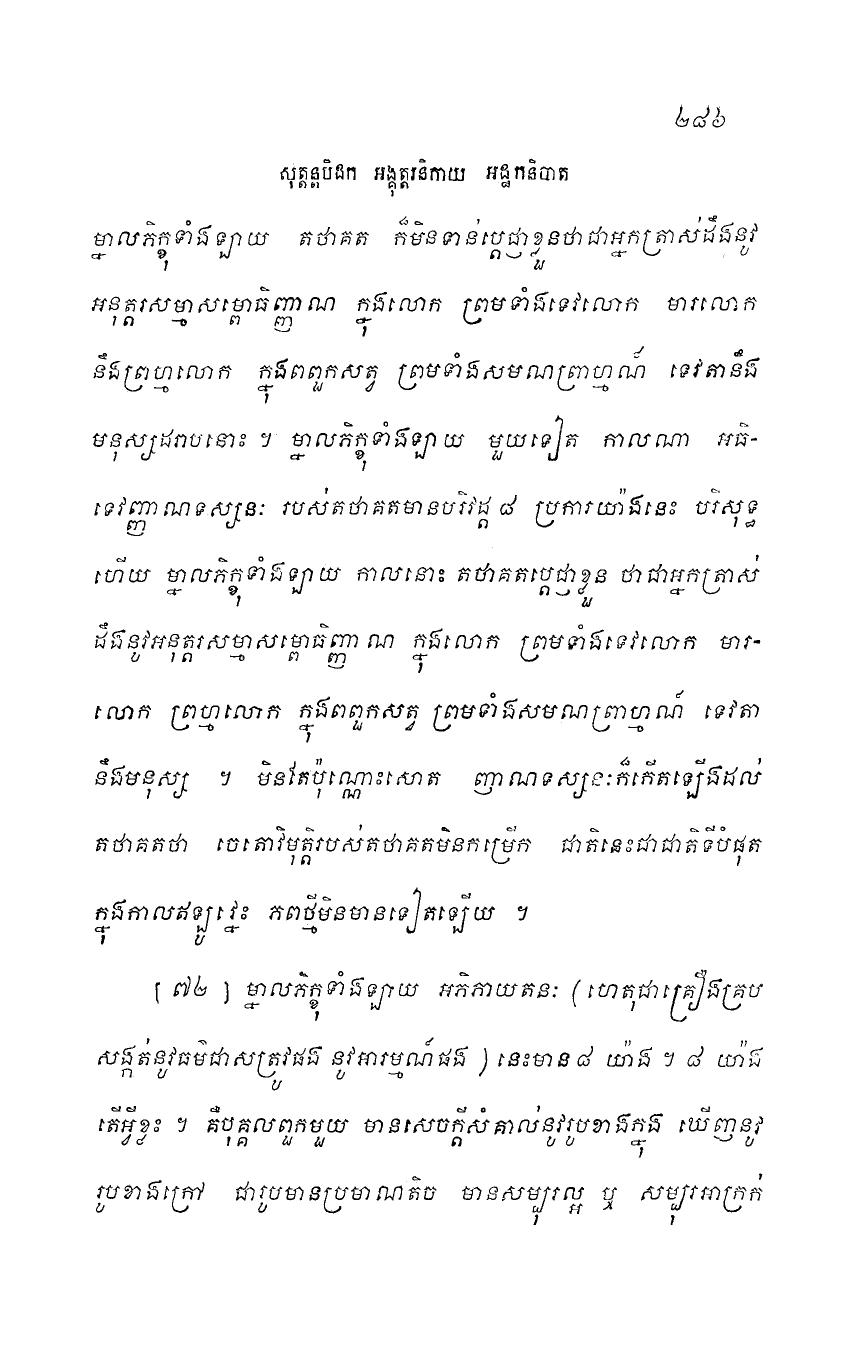 ២៨៦
សុត្តន្តបិដក អង្គុត្តរនិកាយ អដ្ឋកនិបាត
ម្នាលភិក្ខុទាំងឡាយ តថាគត ក៏មិនទាន់ប្តេជ្ញាខ្លួនថាជាអ្នកត្រាស់ដឹងនូវ
អនុត្តរសម្មាសម្ពោធិញ្ញាណ ក្នុងលោក ព្រមទាំងទេវលោក មារលោក
នឹងព្រហ្មលោក ក្នុងពពួកសត្វ ព្រមទាំងសមណព្រាហ្មណ៍ ទេវតានឹង
មនុស្សដរាបនោះ ។ ម្នាលភិក្ខុទាំងឡាយ មួយទៀត កាលណា អធិ-
ទេវញ្ញាណទស្សនៈ របស់តថាគតមានបរិវដ្ត ៨ ប្រការយ៉ាងនេះ បរិសុទ្ធ
ហើយ ម្នាលភិក្ខុទាំងឡាយ កាលនោះ តថាគតប្តេជ្ញាខ្លួន ថាជាអ្នកត្រាស់
ដឹងនូវអនុត្តរសម្មាសម្ពោធិញ្ញាណ ក្នុងលោក ព្រមទាំងទេវលោក មារ-
លោក ព្រហ្មលោក ក្នុងពពួកសត្វ ព្រមទាំងសមណព្រាហ្មណ៍ ទេវតា
នឹងមនុស្ស ។ មិនតែប៉ុណ្ណោះសោត ញាណទស្សនៈក៏កើតឡើងដល់
តថាគតថា ចេតោវិមុត្តិរបស់តថាគតមិនកម្រើក ជាតិនេះជាជាតិទីបំផុត
ក្នុងកាលឥឡូវនេះ ភពថ្មីមិនមានទៀតឡើយ ។
[ ៧២ ] ម្នាលភិក្ខុទាំងឡាយ អភិភាយតនៈ ( ហេតុជាគ្រឿងគ្រប
សង្កត់នូវធម៌ជាសត្រូវផង នូវអារម្មណ៍ផង ) នេះមាន ៨ យ៉ាង ។ ៨ យ៉ាង
តើអ្វីខ្លះ ។ គឺបុគ្គលពួកមួយ មានសេចក្តីសំគាល់នូវរូបខាងក្នុង ឃើញនូវ
រូបខាងក្រៅ ជារូបមានប្រមាណតិច មានសម្បុរល្អ ឬ សម្បុរអាក្រក់